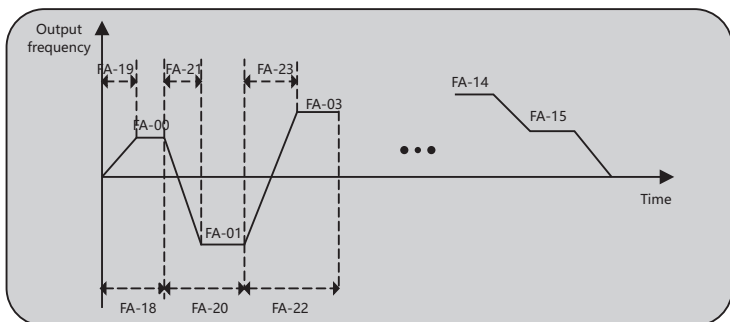 Output
frequency
FA-19
FA-21
FA-23
FA-00
FA-03
FA-14
FA-15
FA-01
Time
FA-18
FA-20
FA-22